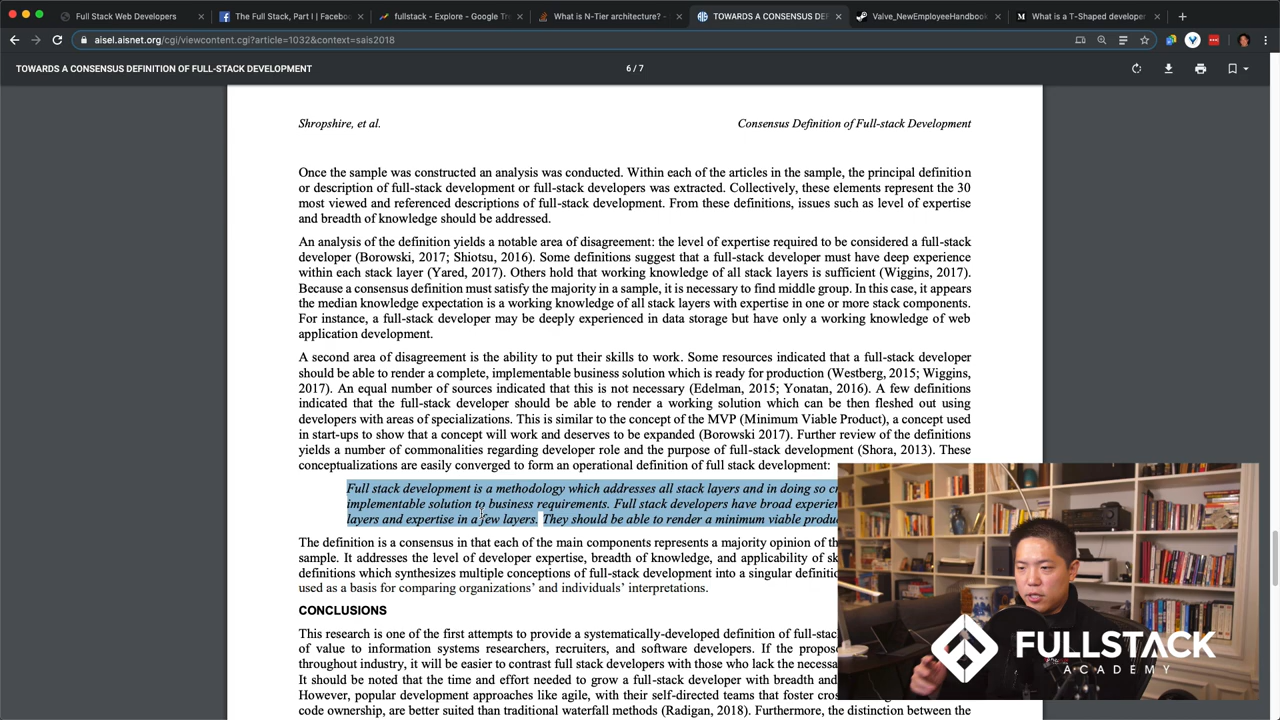 Full Stack Web Developers
The Full Stack, Part I | Faceboo
fullstack - Explore - Google Tr
What is N-Tier architecture? -
TOWARDS A CONSENSUS DEF
Valve_NewEmployeeHandbook
What is a T-Shaped developer
aisel.aisnet.org/cgi/viewcontent.cgi?article=1032&context=sais2018
TOWARDS A CONSENSUS DEFINITION OF FULL-STACK DEVELOPMENT
6 / 7
Shropshire, et al.
Consensus Definition of Full-stack Development
Once the sample was constructed an analysis was conducted. Within each of the articles in the sample, the principal definition
or description of full-stack development or full-stack developers was extracted. Collectively, these elements represent the 30
most viewed and referenced descriptions of full-stack development. From these definitions, issues such as level of expertise
and breadth of knowledge should be addressed.
An analysis of the definition yields a notable area of disagreement: the level of expertise required to be considered a full-stack
developer (Borowski, 2017; Shiotsu, 2016). Some definitions suggest that a full-stack developer must have deep experience
within each stack layer (Yared, 2017). Others hold that working knowledge of all stack layers is sufficient (Wiggins, 2017).
Because a consensus definition must satisfy the majority in a sample, it is necessary to find middle group. In this case, it appears
the median knowledge expectation is a working knowledge of all stack layers with expertise in one or more stack components.
For instance, a full-stack developer may be deeply experienced in data storage but have only a working knowledge of web
application development.
A second area of disagreement is the ability to put their skills to work. Some resources indicated that a full-stack developer
should be able to render a complete, implementable business solution which is ready for production (Westberg, 2015; Wiggins,
2017). An equal number of sources indicated that this is not necessary (Edelman, 2015; Yonatan, 2016). A few definitions
indicated that the full-stack developer should be able to render a working solution which can be then fleshed out using
developers with areas of specializations. This is similar to the concept of the MVP (Minimum Viable Product), a concept used
in start-ups to show that a concept will work and deserves to be expanded (Borowski 2017). Further review of the definitions
yields a number of commonalities regarding developer role and the purpose of full-stack development (Shora, 2013). These
conceptualizations are easily converged to form an operational definition of full stack development:
Full stack development is a methodology which addresses all stack layers and in doing so cr
implementable solution to business requirements. Full stack developers have broad experien
layers and expertise in a few layers. They should be able to render a minimum viable produ
The definition is a consensus in that each of the main components represents a majority opinion of th
sample. It addresses the level of developer expertise, breadth of knowledge, and applicability of sk
definitions which synthesizes multiple conceptions of full-stack development into a singular definitio
used as a basis for comparing organizations' and individuals' interpretations.
CONCLUSIONS
This research is one of the first attempts to provide a systematically-developed definition of full-stac
of value to information systems researchers, recruiters, and software developers. If the propos
throughout industry, it will be easier to contrast full stack developers with those who lack the necessa
It should be noted that the time and effort needed to grow a full-stack developer with breadth and
However, popular development approaches like agile, with their self-directed teams that foster cros
code ownership, are better suited than traditional waterfall methods (Radigan, 2018). Furthermore, the distinction between the
FULLSTACK
ACADEMY